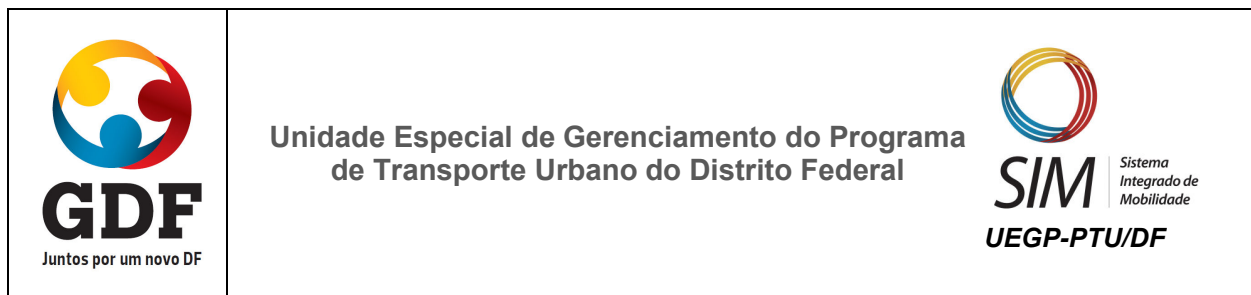 GDF
Juntos por um novo DF
Unidade Especial de Gerenciamento do Programa
de Transporte Urbano do Distrito Federal
SIM
Sistema
Integrado de
Mobilidade
UEGP-PTU/DF